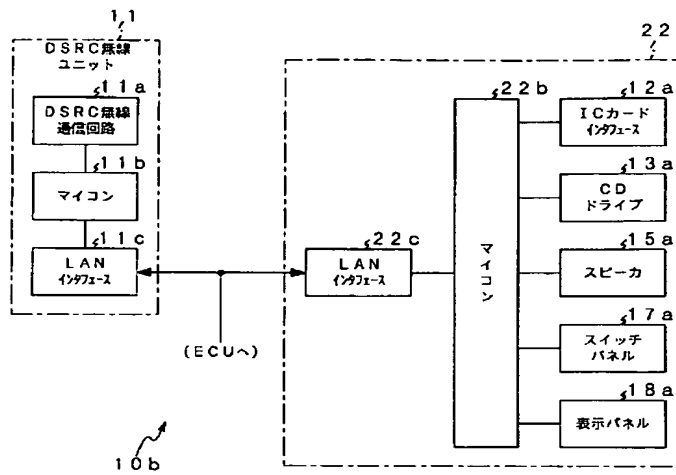 11
DSRC無線
ユニット
11a
DSRC無線
通信回路
11b
マイコン
11c
LAN
インタフェース
(ECUへ)
10b
22
22c
LAN
インタフェース
22b
マイコン
12a
ICカード
インタフェース
13a
CD
ドライブ
15a
スピーカ
17a
スイッチ
パネル
18a
表示パネル